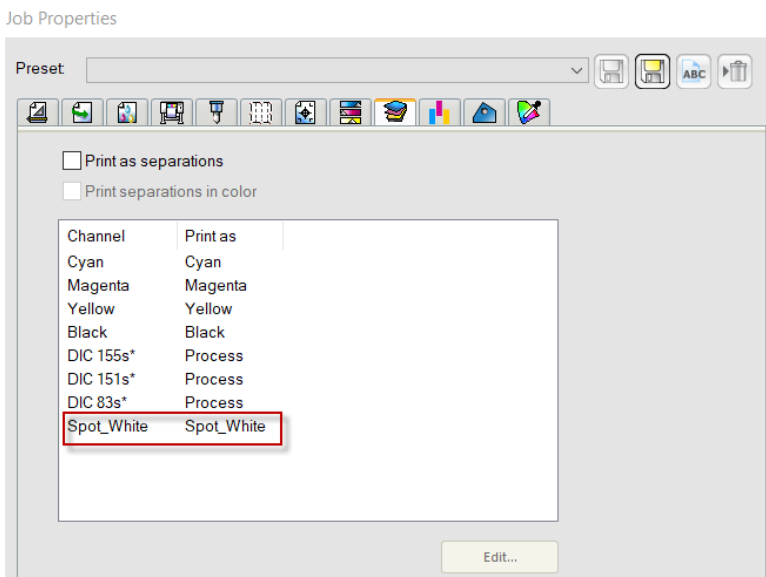 Job Properties
Preset:
ABC
Print as separations
Print separations in color
Channel Print as
Cyan Cyan
Magenta Magenta
Yellow Yellow
Black Black
DIC 155s* Process
DIC 151s* Process
DIC 83s* Process
Spot_White Spot_White
Edit...